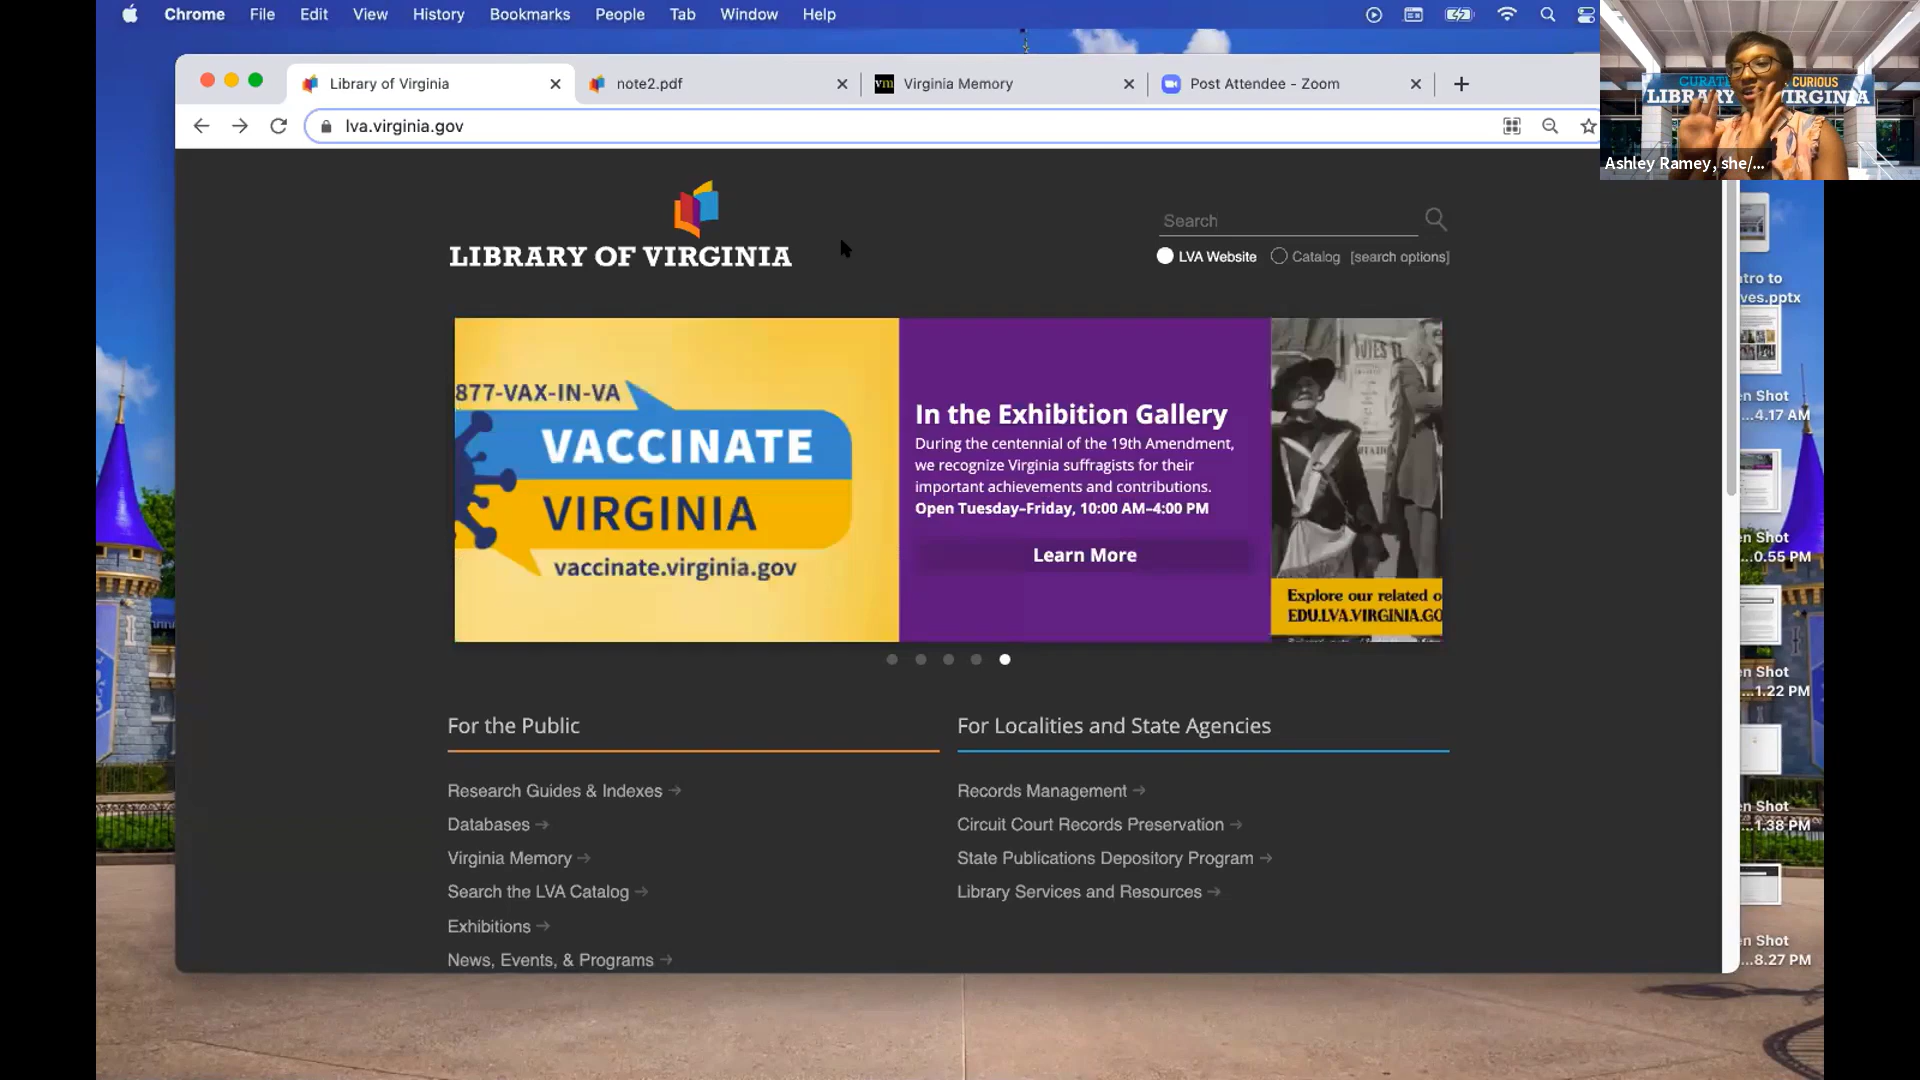 Chrome File Edit View History Bookmarks People Tab Window Help
Library of Virginia
note2.pdf
Virginia Memory
Post Attendee - Zoom
lva.virginia.gov
CURIOUS
LIBRARY
VIRGINIA
Ashley Ramey, she/...
LIBRARY OF VIRGINIA
Search
LVA Website Catalog [search options]
877-VAX-IN-VA
VACCINATE
VIRGINIA
vaccinate.virginia.gov
In the Exhibition Gallery
During the centennial of the 19th Amendment,
we recognize Virginia suffragists for their
important achievements and contributions.
Open Tuesday–Friday, 10:00 AM–4:00 PM
Learn More
Explore our related o
EDU.LVA.VIRGINIA.GO
For the Public
Research Guides & Indexes →
Databases →
Virginia Memory →
Search the LVA Catalog →
Exhibitions →
News, Events, & Programs →
For Localities and State Agencies
Records Management →
Circuit Court Records Preservation →
State Publications Depository Program →
Library Services and Resources →
tro to
ves.pptx
en Shot
...4.17 AM
en Shot
...0.55 PM
en Shot
...1.22 PM
en Shot
...1.38 PM
en Shot
...8.27 PM